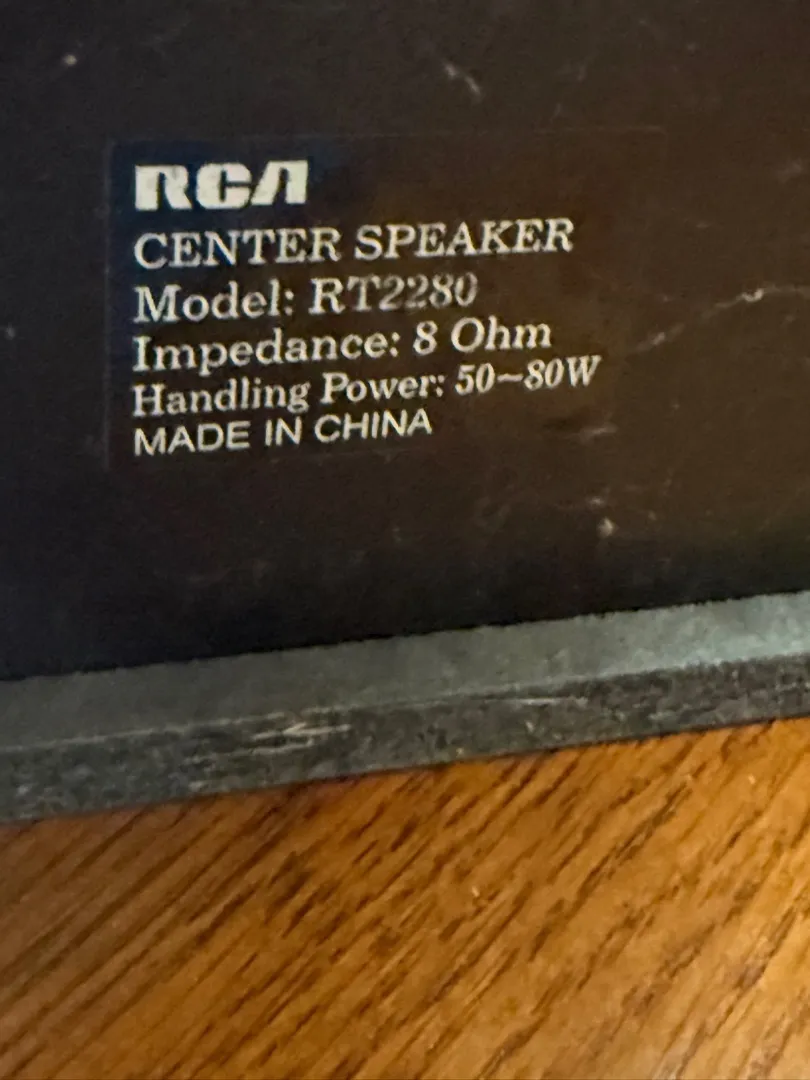 RCA
CENTER SPEAKER
Model: RT2280
Impedance: 8 Ohm
Handling Power: 50~80W
MADE IN CHINA